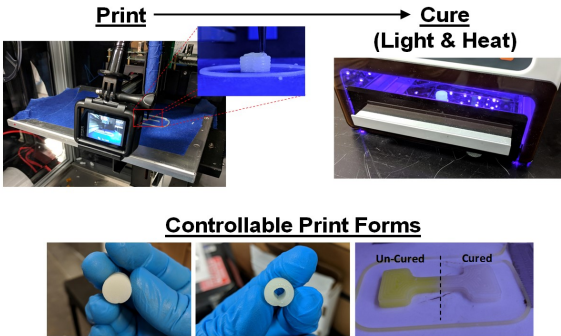 Print
Cure
(Light & Heat)
Controllable Print Forms
Un-Cured
Cured